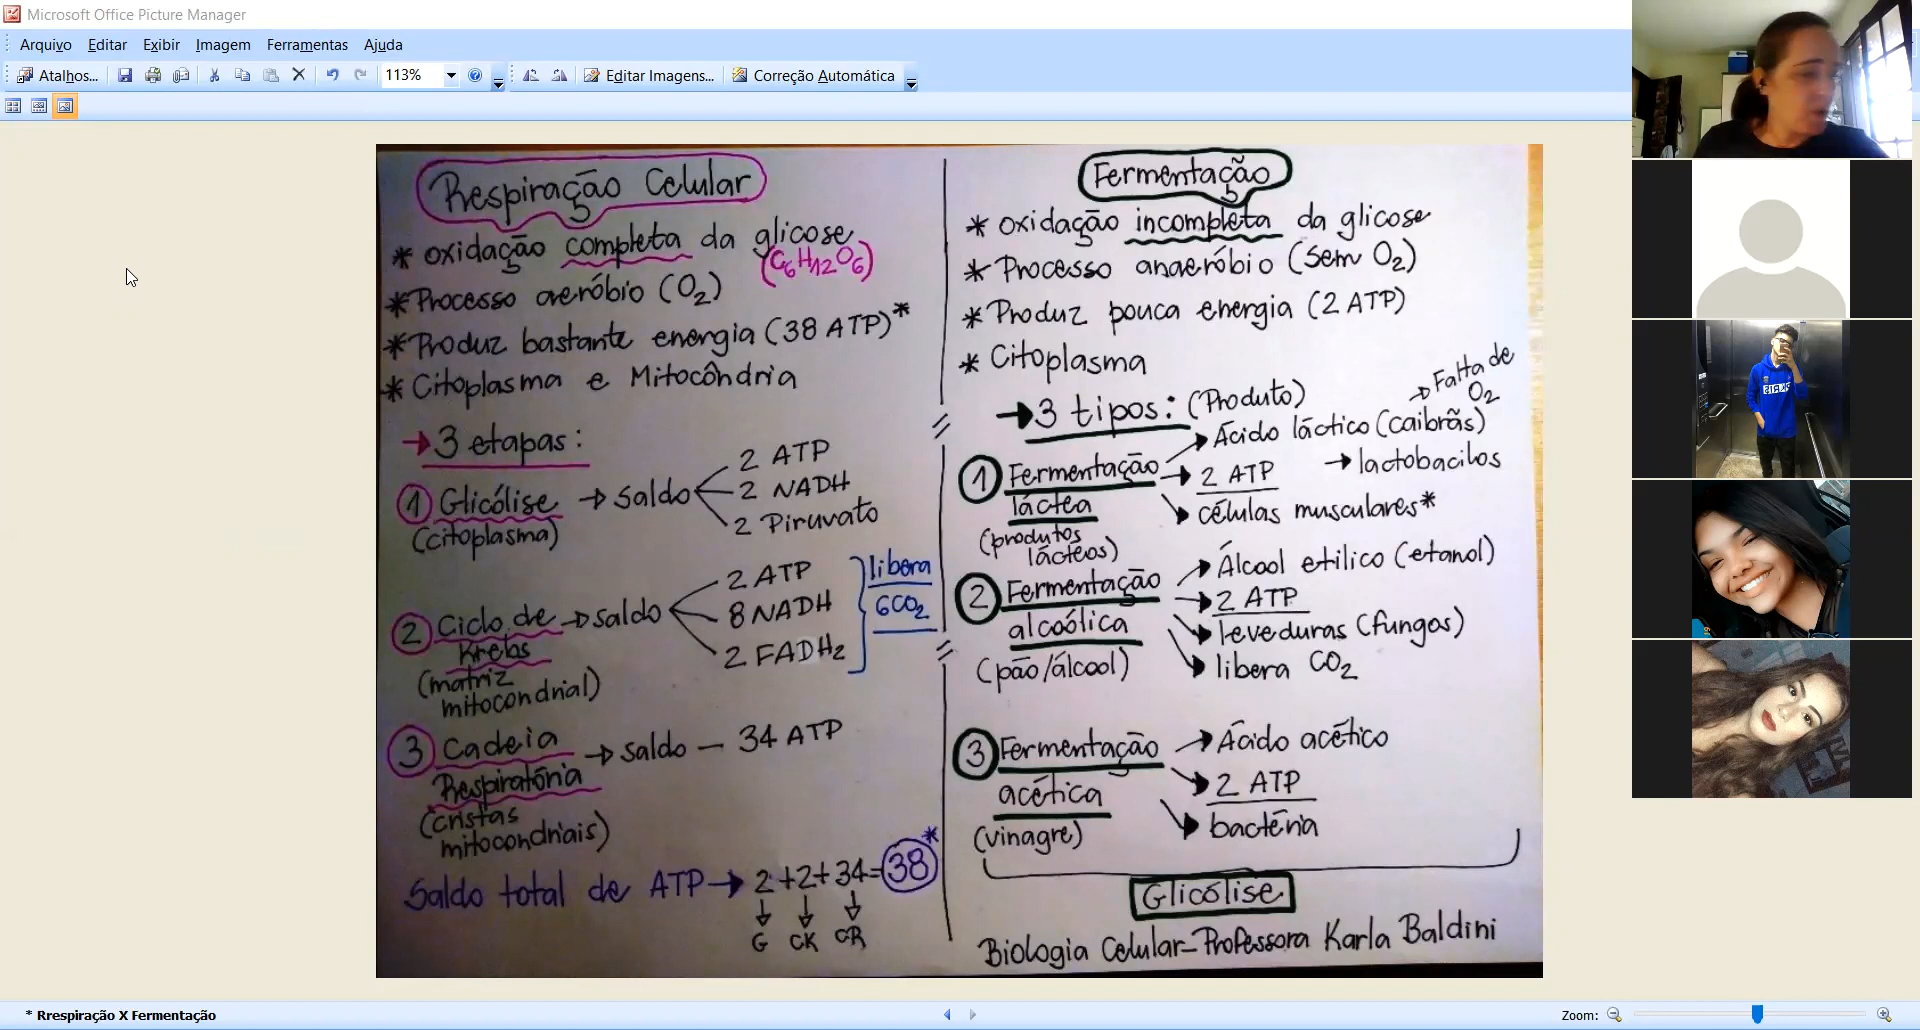 Microsoft Office Picture Manager
Arquivo Editar Exibir Imagem Ferramentas Ajuda
Atalhos... 113% Editar Imagens... Correção Automática
Respiração Celular
* oxidação completa da glicose
(C6H12O6)
* Processo aeróbio (O2)
* Produz bastante energia (38 ATP)*
* Citoplasma e Mitocôndria
→ 3 etapas:
1 Glicólise → saldo
(citoplasma)
2 ATP
2 NADH
2 Piruvato
2 Ciclo de → saldo
Krebs
(matriz
mitocondrial)
2 ATP
8 NADH
2 FADH2
libera
6CO2
3 Cadeia → saldo — 34 ATP
Respiratória
(cristas
mitocondriais)
Saldo total de ATP → 2+2+34=38*
G CK CR
Fermentação
* oxidação incompleta da glicose
* Processo anaeróbio (sem O2)
* Produz pouca energia (2 ATP)
* Citoplasma
→ 3 tipos: (Produto)
→ Falta de
O2
1 Fermentação
láctea
(produtos
lácteos)
→ Ácido láctico (caibrãs)
→ 2 ATP → lactobacilos
→ células musculares*
2 Fermentação
alcoólica
(pão/álcool)
→ Álcool etilico (etanol)
→ 2 ATP
→ leveduras (fungos)
→ libera CO2
3 Fermentação
acética
(vinagre)
→ Ácido acético
→ 2 ATP
→ bactéria
Glicólise
Biologia Celular-Professora Karla Baldini
* Rrespiração X Fermentação
Zoom: